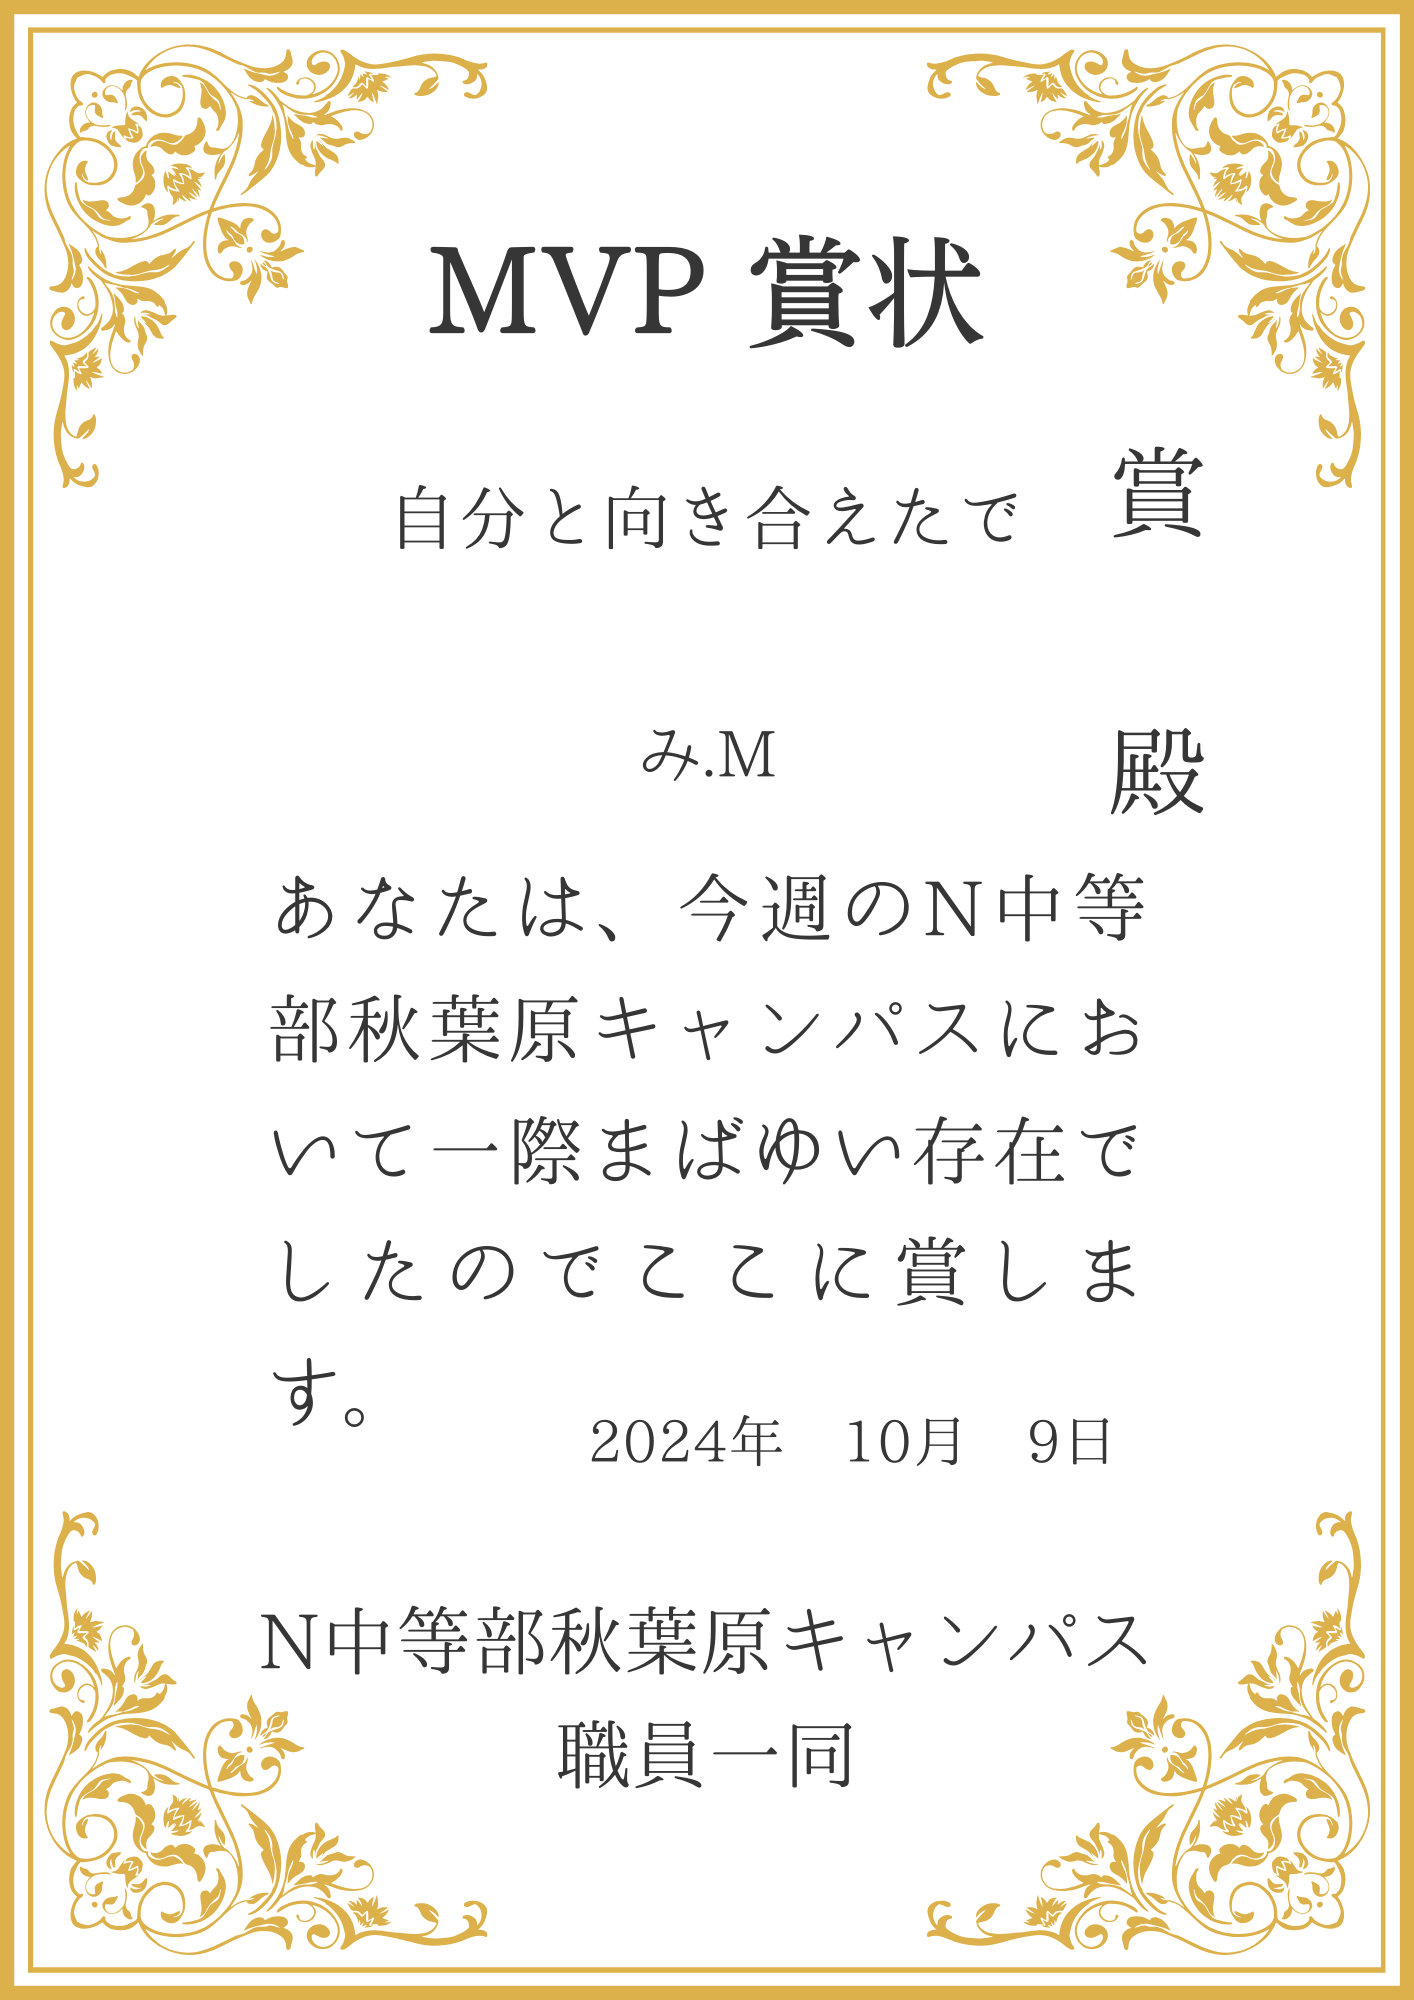 MVP 賞状
自分と向き合えたで 賞
み.M 殿
あなたは、今週のN中等
部秋葉原キャンパスにお
いて一際まばゆい存在で
したのでここに賞しま
す。
2024年　10月　9日
N中等部秋葉原キャンパス
職員一同